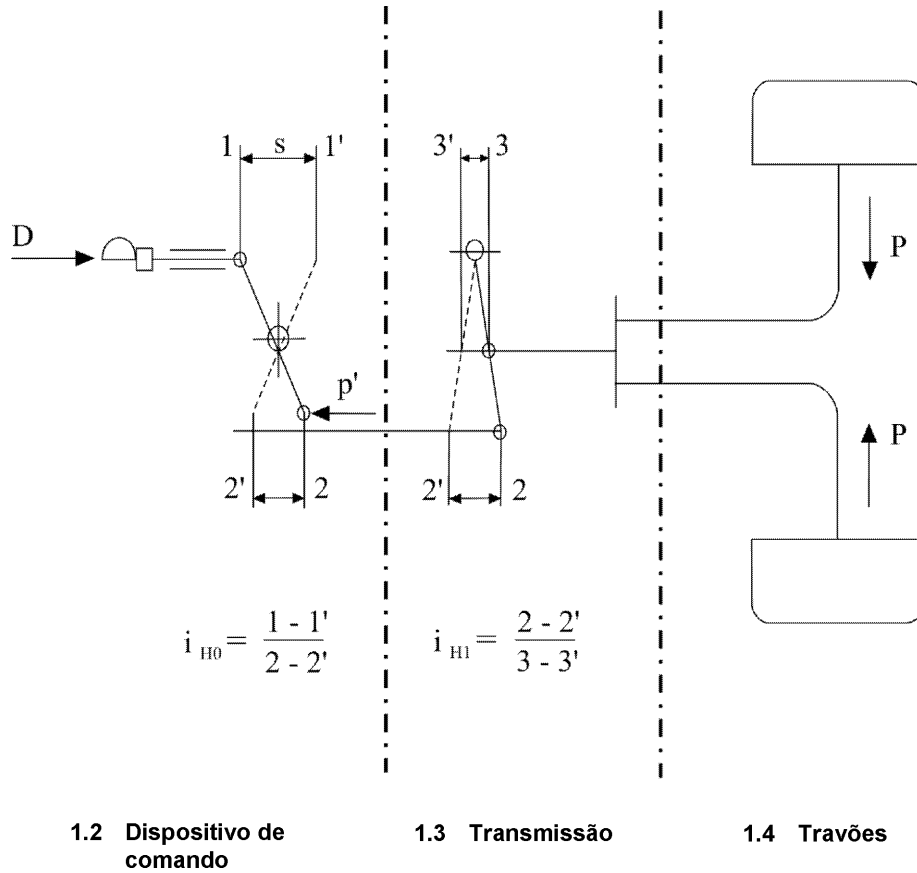 1 s 1'
3' 3
D
P
p'
P
2' 2
2' 2
i H0 = 1 - 1' / 2 - 2'
i H1 = 2 - 2' / 3 - 3'
1.2 Dispositivo de
comando
1.3 Transmissão
1.4 Travões